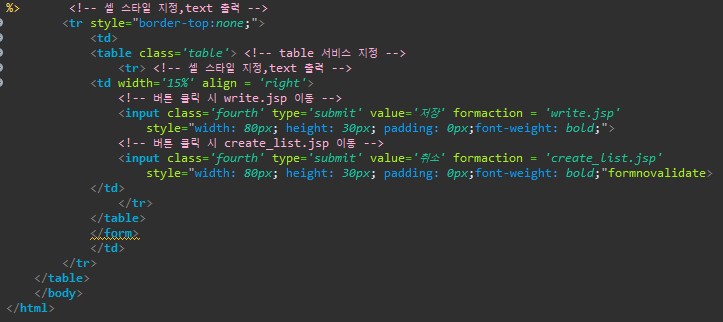 %> <!-- 셀 스타일 지정,text 출력 -->
<tr style="border-top:none;">
<td>
<table class='table'> <!-- table 서비스 지정 -->
<tr> <!-- 셀 스타일 지정,text 출력 -->
<td width='15%' align = 'right'>
<!-- 버튼 클릭 시 write.jsp 이동 -->
<input class='fourth' type='submit' value='저장' formaction = 'write.jsp'
style="width: 80px; height: 30px; padding: 0px;font-weight: bold;">
<!-- 버튼 클릭 시 create_list.jsp 이동 -->
<input class='fourth' type='submit' value='취소' formaction = 'create_list.jsp'
style="width: 80px; height: 30px; padding: 0px;font-weight: bold;"formnovalidate>
</td>
</tr>
</table>
</form>
</td>
</tr>
</table>
</body>
</html>